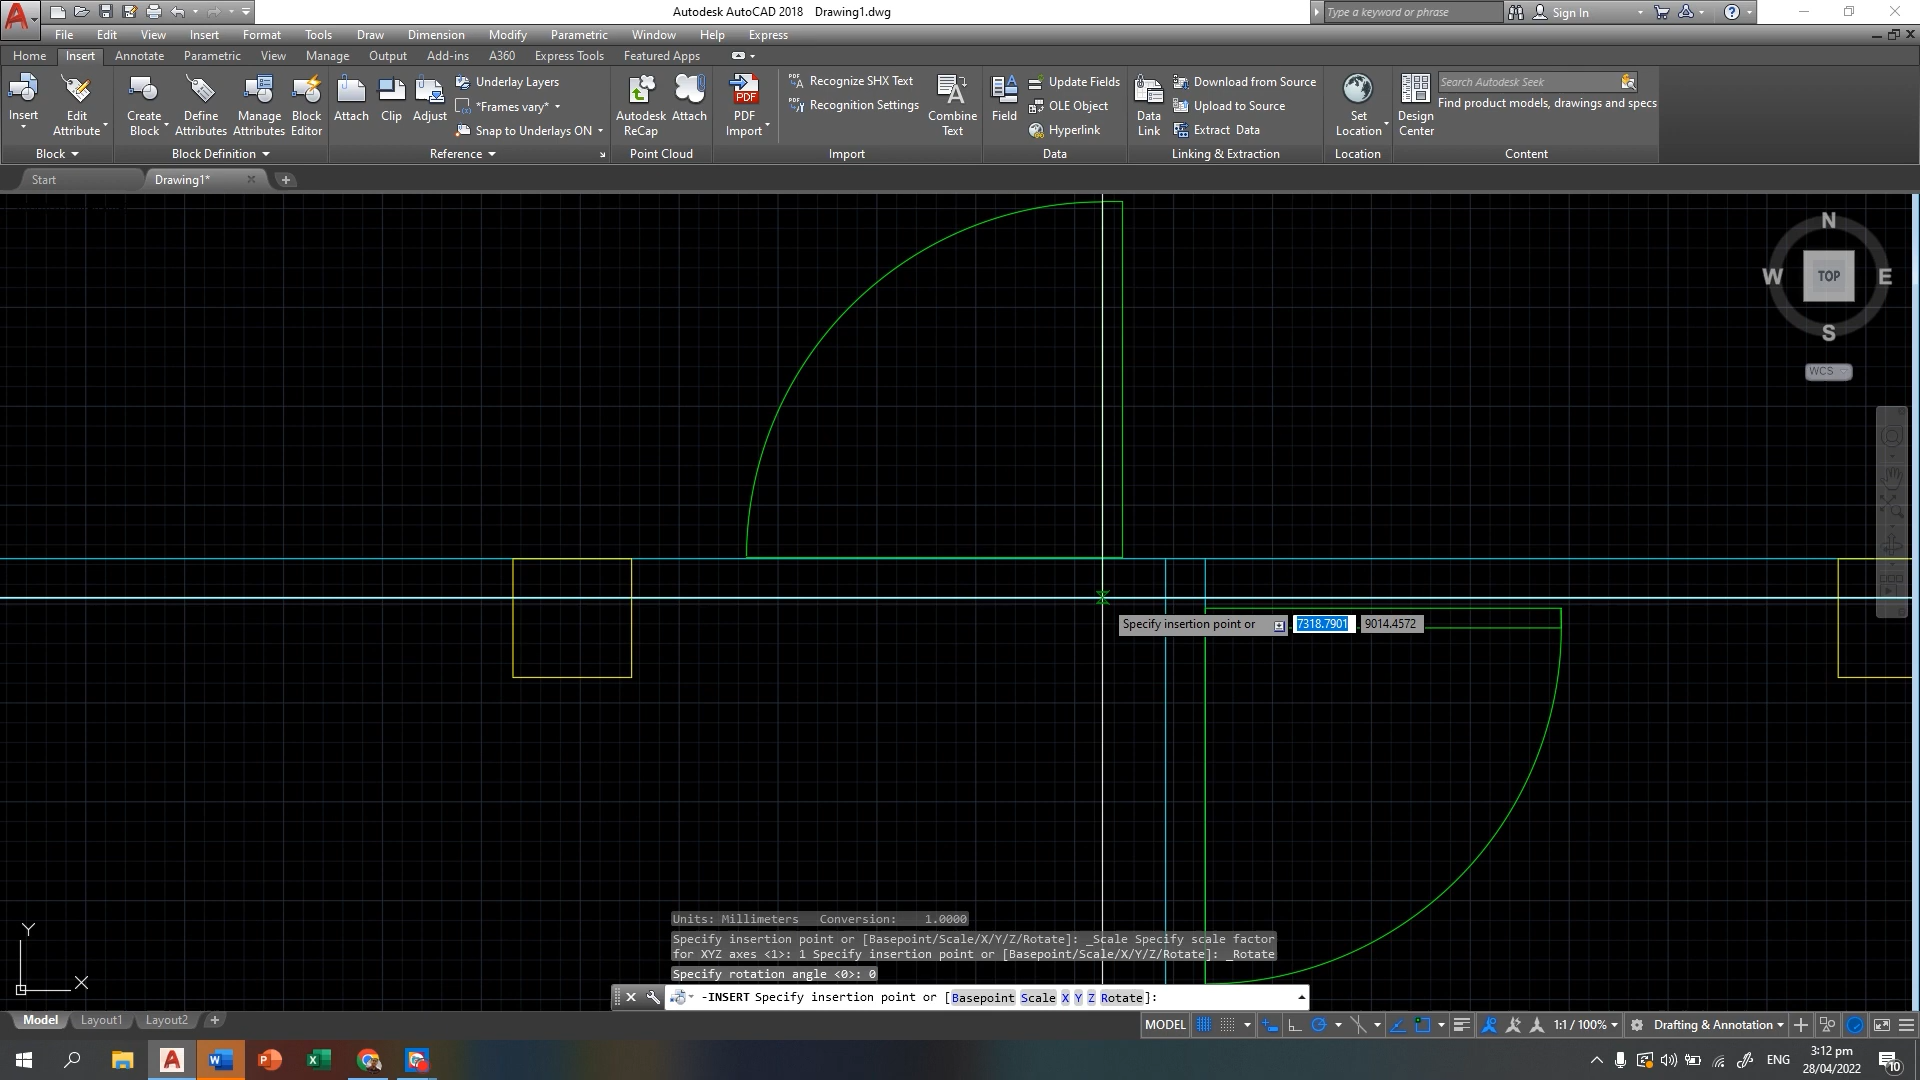 Autodesk AutoCAD 2018 Drawing1.dwg
Type a keyword or phrase
Sign In
File Edit View Insert Format Tools Draw Dimension Modify Parametric Window Help Express
Home Insert Annotate Parametric View Manage Output Add-ins A360 Express Tools Featured Apps
Insert
Edit
Attribute
Create
Block
Define
Attributes
Manage
Attributes
Block
Editor
Attach
Clip
Adjust
Underlay Layers
*Frames vary*
Snap to Underlays ON
Autodesk
ReCap
Attach
PDF
PDF
Import
Recognize SHX Text
Recognition Settings
Combine
Text
Field
Update Fields
OLE Object
Hyperlink
Data
Link
Download from Source
Upload to Source
Extract Data
Set
Location
Design
Center
Search Autodesk Seek
Find product models, drawings and specs
Block Block Definition Reference Point Cloud Import Data Linking & Extraction Location Content
Start Drawing1*
N
W TOP E
S
WCS
Specify insertion point or 7318.7901 9014.4572
Units: Millimeters Conversion: 1.0000
Specify insertion point or [Basepoint/Scale/X/Y/Z/Rotate]: _Scale Specify scale factor
for XYZ axes <1>: 1 Specify insertion point or [Basepoint/Scale/X/Y/Z/Rotate]: _Rotate
Specify rotation angle <0>: 0
-INSERT Specify insertion point or [Basepoint Scale X Y Z Rotate]:
Y
X
Model Layout1 Layout2
MODEL 1:1 / 100% Drafting & Annotation
ENG
3:12 pm
28/04/2022
10